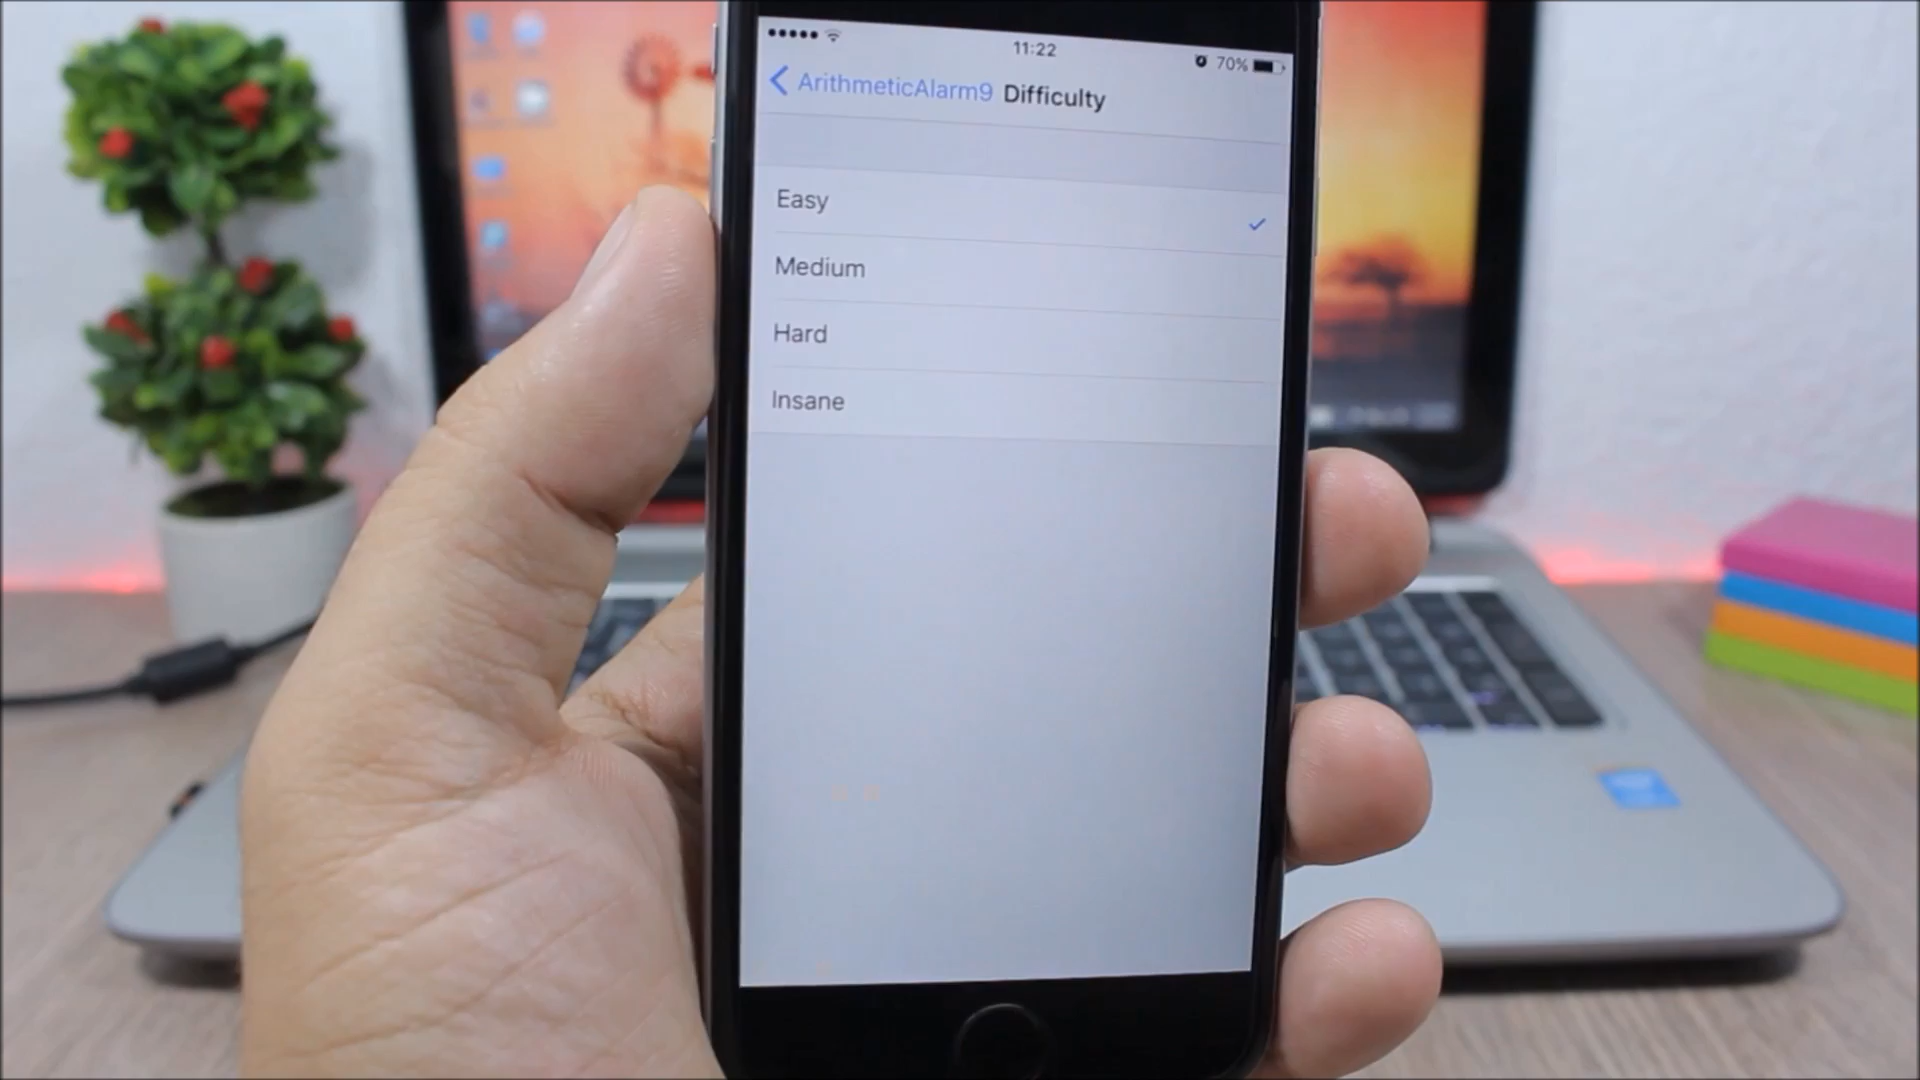 11:22
70%
ArithmeticAlarm9 Difficulty
Easy
Medium
Hard
Insane